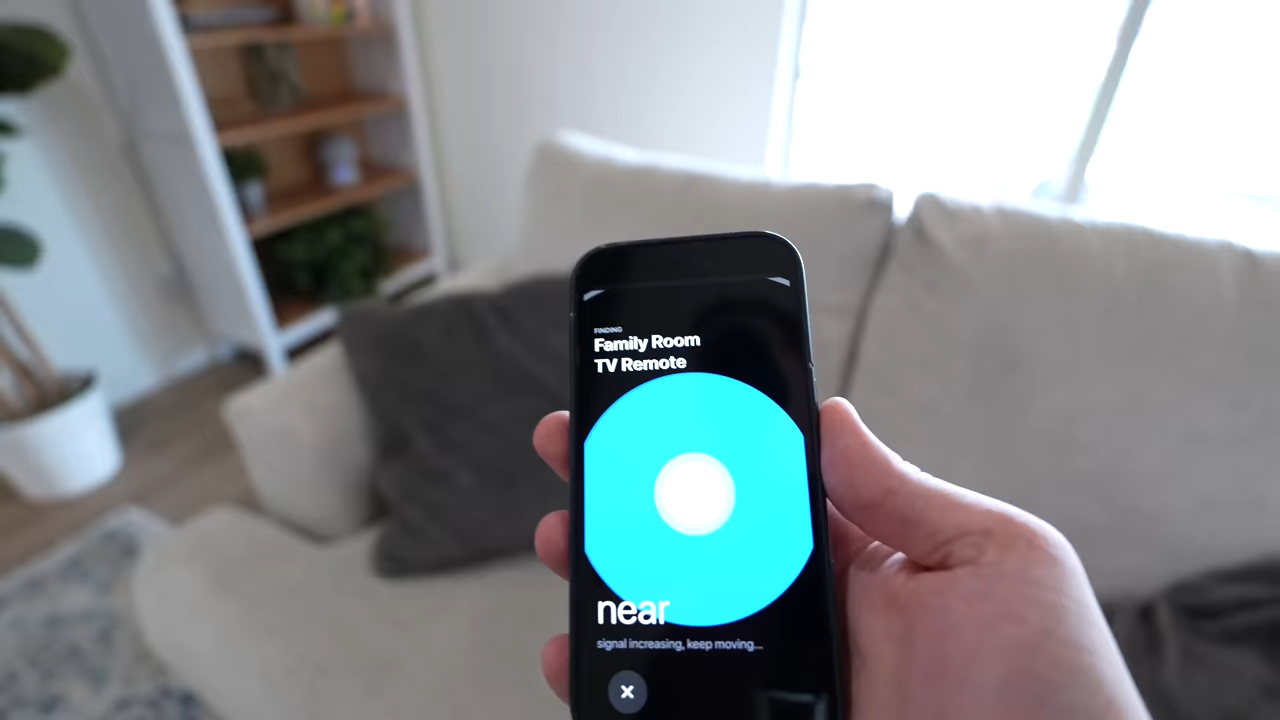 FINDING
Family Room
TV Remote
near
signal increasing, keep moving...